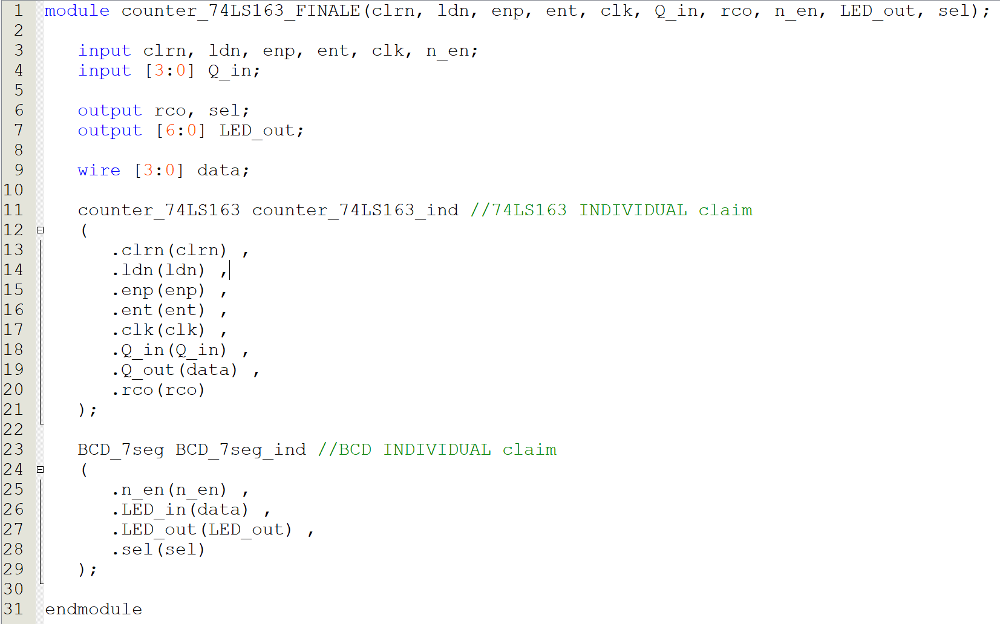 1 module counter_74LS163_FINALE(clrn, ldn, enp, ent, clk, Q_in, rco, n_en, LED_out, sel);
2
3 input clrn, ldn, enp, ent, clk, n_en;
4 input [3:0] Q_in;
5
6 output rco, sel;
7 output [6:0] LED_out;
8
9 wire [3:0] data;
10
11 counter_74LS163 counter_74LS163_ind //74LS163 INDIVIDUAL claim
12 (
13 .clrn(clrn) ,
14 .ldn(ldn) ,
15 .enp(enp) ,
16 .ent(ent) ,
17 .clk(clk) ,
18 .Q_in(Q_in) ,
19 .Q_out(data) ,
20 .rco(rco)
21 );
22
23 BCD_7seg BCD_7seg_ind //BCD INDIVIDUAL claim
24 (
25 .n_en(n_en) ,
26 .LED_in(data) ,
27 .LED_out(LED_out) ,
28 .sel(sel)
29 );
30
31 endmodule